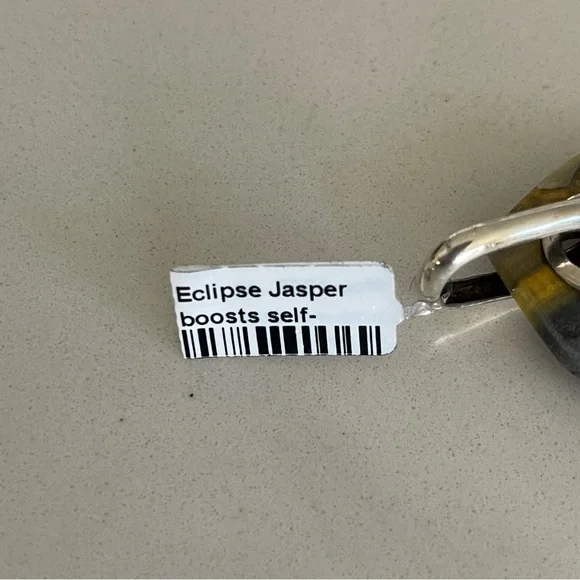 Eclipse Jasper
boosts self-